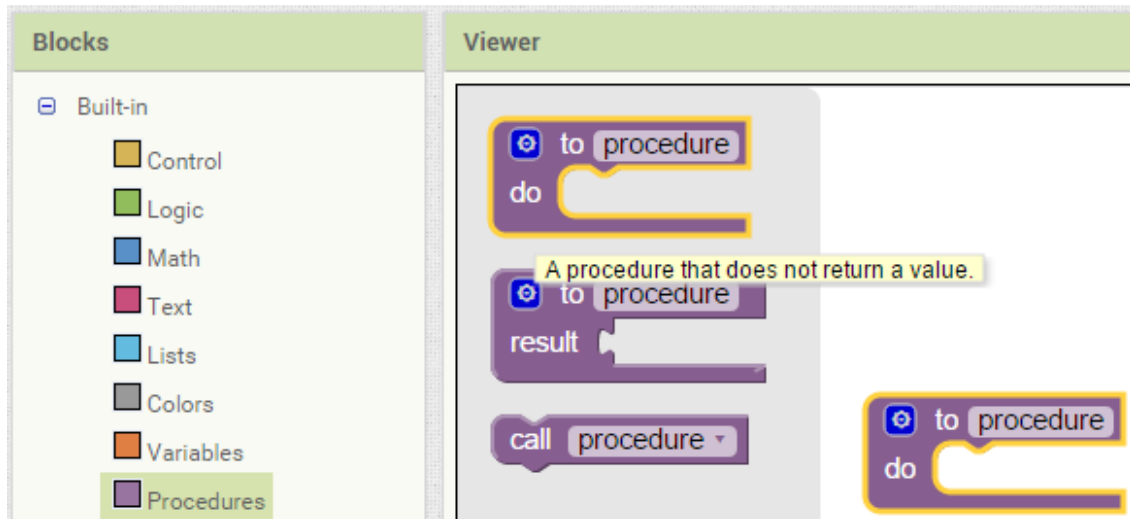 Blocks
Viewer
Built-in
Control
Logic
Math
Text
Lists
Colors
Variables
Procedures
to procedure
do
A procedure that does not return a value.
to procedure
result
call procedure
to procedure
do